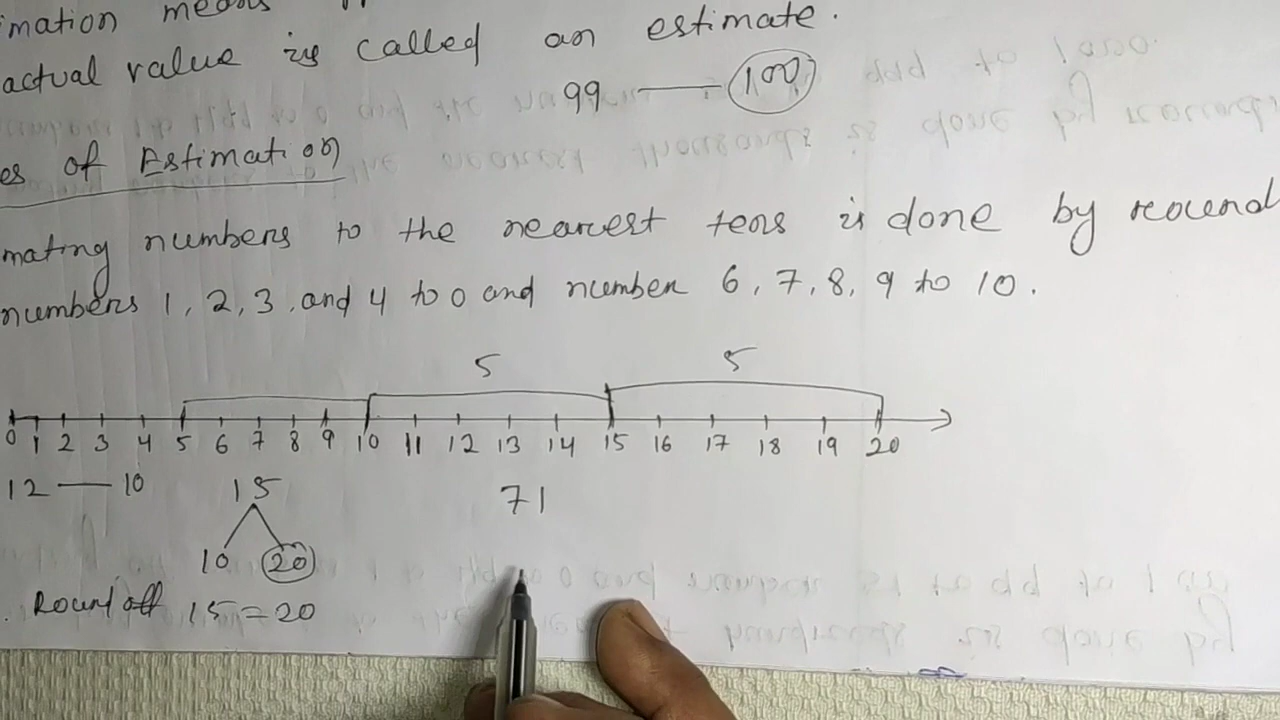 mation means
actual value is called an estimate.
99 — 100
es of Estimation
mating numbers to the nearest tens is done by round
numbers 1, 2, 3, and 4 to 0 and number 6, 7, 8, 9 to 10.
5 5
0 1 2 3 4 5 6 7 8 9 10 11 12 13 14 15 16 17 18 19 20
12 — 10 15 71
10 20
Round off 15 = 20